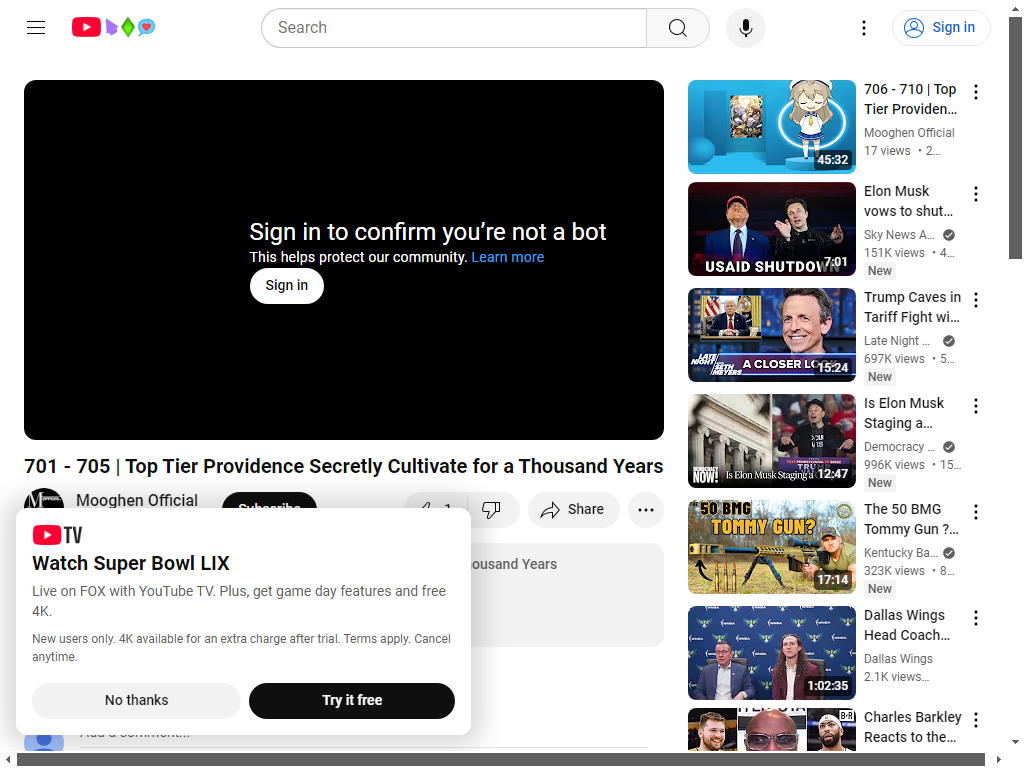 Search
Sign in
Sign in to confirm you're not a bot
This helps protect our community. Learn more
Sign in
701 - 705 | Top Tier Providence Secretly Cultivate for a Thousand Years
Mooghen Official
Subscribe
1
Share
ousand Years
TV
Watch Super Bowl LIX
Live on FOX with YouTube TV. Plus, get game day features and free
4K.
New users only. 4K available for an extra charge after trial. Terms apply. Cancel
anytime.
No thanks
Try it free
Add a comment...
45:32
706 - 710 | Top
Tier Providen...
Mooghen Official
17 views • 2...
USAID SHUTDOWN
7:01
Elon Musk
vows to shut...
Sky News A...
151K views • 4...
New
LATE NIGHT
WITH SETH MEYERS
A CLOSER LOOK
15:24
Trump Caves in
Tariff Fight wi...
Late Night ...
697K views • 5...
New
DEMOCRACY NOW!
Is Elon Musk Staging a
12:47
Is Elon Musk
Staging a...
Democracy ...
996K views • 15...
New
"50 BMG
TOMMY GUN?
17:14
The 50 BMG
Tommy Gun ?...
Kentucky Ba...
323K views • 8...
New
1:02:35
Dallas Wings
Head Coach...
Dallas Wings
2.1K views...
B/R
Charles Barkley
Reacts to the...